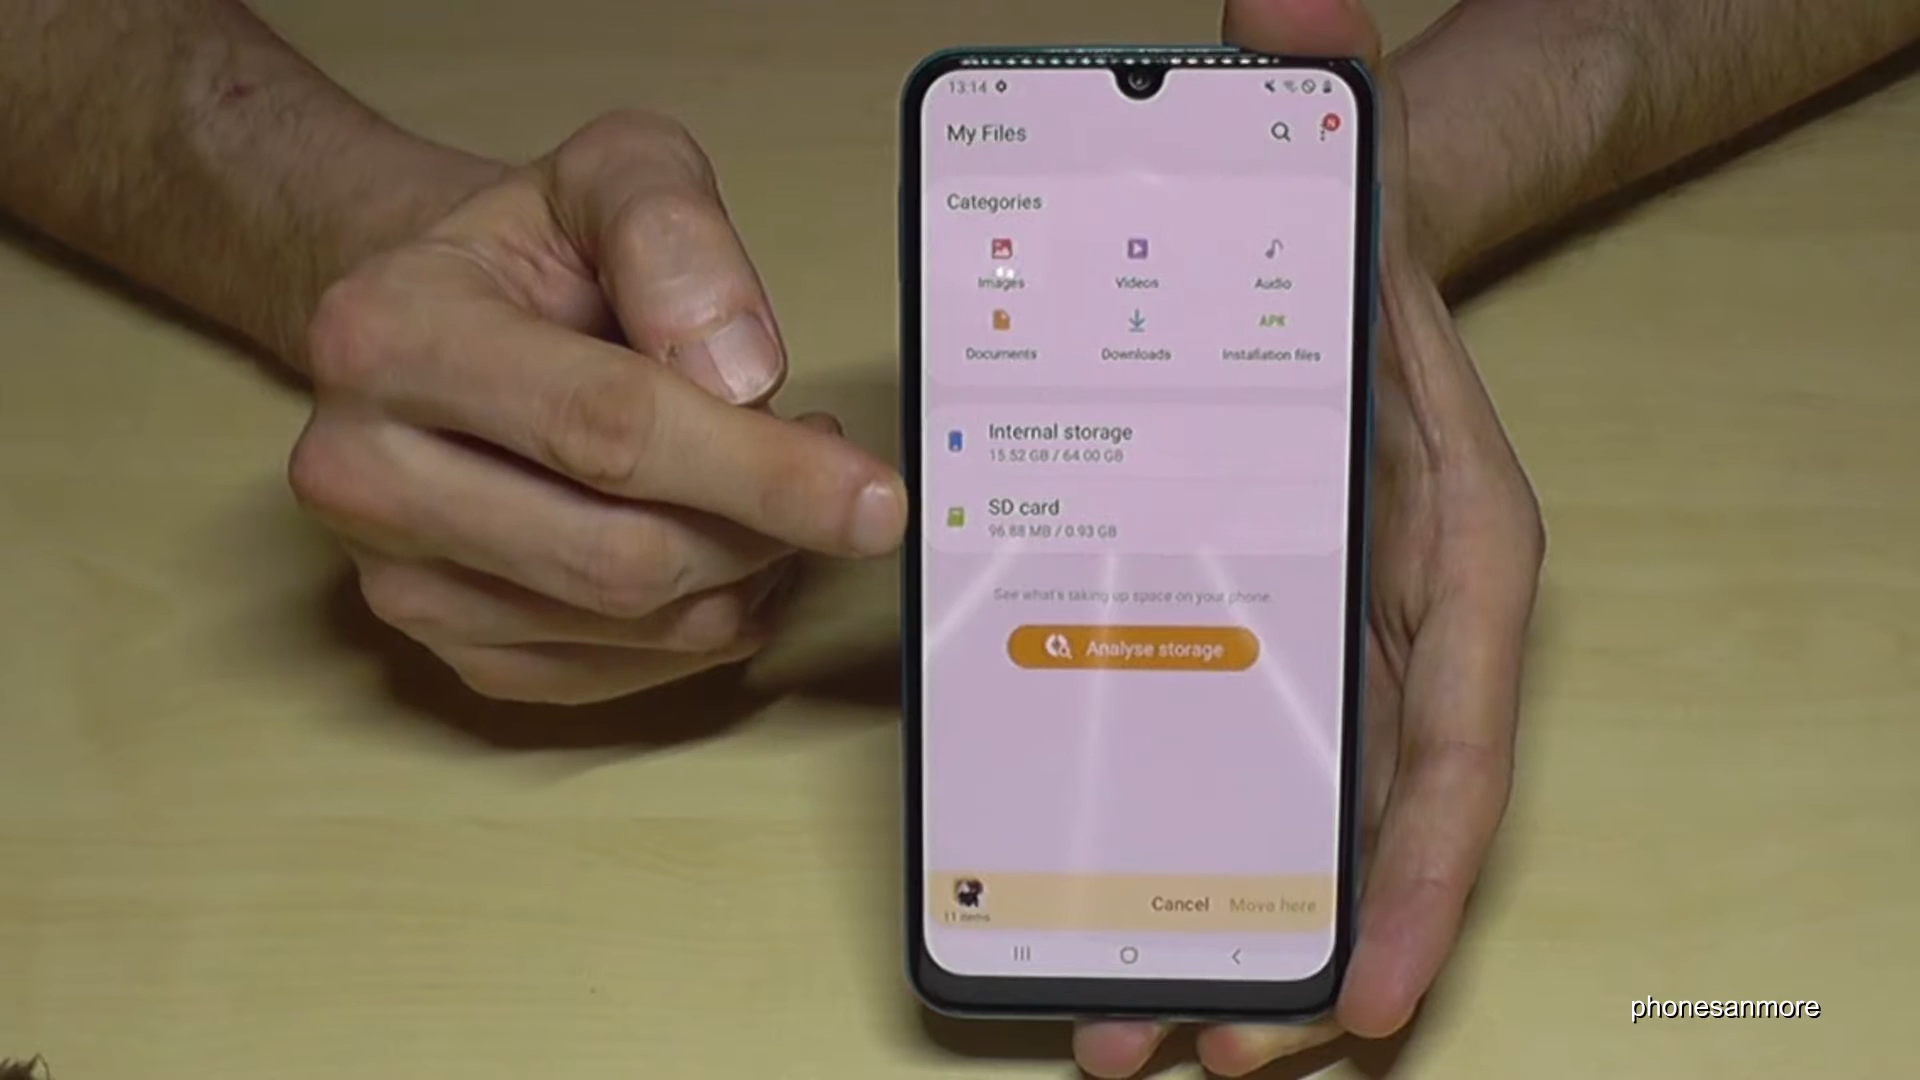 13:14
My Files
N
Categories
Images Videos Audio
APK
Documents Downloads Installation files
Internal storage
15.52 GB / 64.00 GB
SD card
96.88 MB / 0.93 GB
See what's taking up space on your phone.
Analyse storage
Cancel Move here
11 items
phonesanmore